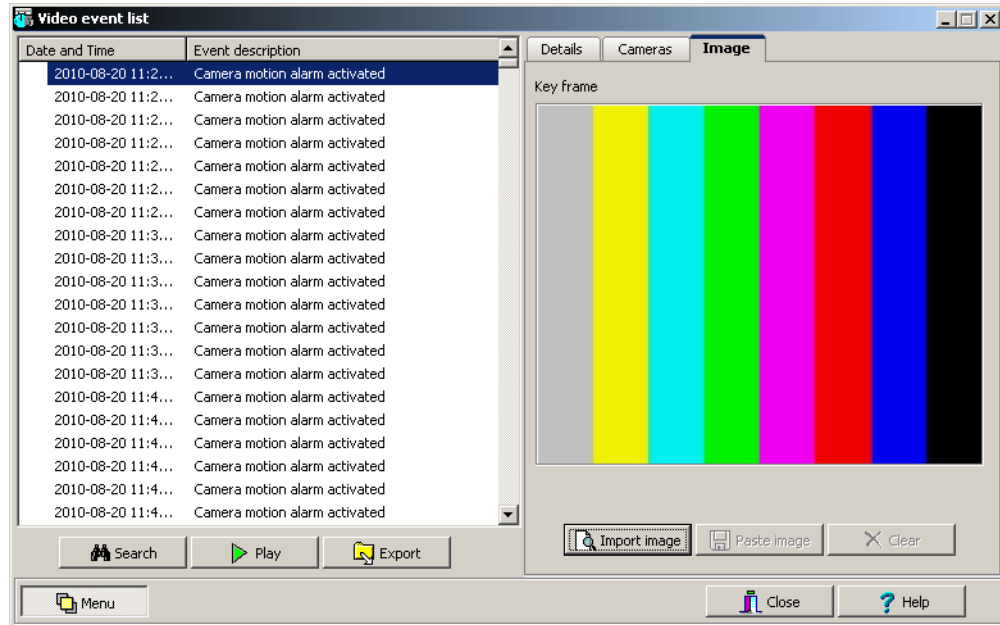 Video event list
Date and Time Event description
2010-08-20 11:2... Camera motion alarm activated
2010-08-20 11:2... Camera motion alarm activated
2010-08-20 11:2... Camera motion alarm activated
2010-08-20 11:2... Camera motion alarm activated
2010-08-20 11:2... Camera motion alarm activated
2010-08-20 11:2... Camera motion alarm activated
2010-08-20 11:2... Camera motion alarm activated
2010-08-20 11:3... Camera motion alarm activated
2010-08-20 11:3... Camera motion alarm activated
2010-08-20 11:3... Camera motion alarm activated
2010-08-20 11:3... Camera motion alarm activated
2010-08-20 11:3... Camera motion alarm activated
2010-08-20 11:3... Camera motion alarm activated
2010-08-20 11:3... Camera motion alarm activated
2010-08-20 11:4... Camera motion alarm activated
2010-08-20 11:4... Camera motion alarm activated
2010-08-20 11:4... Camera motion alarm activated
2010-08-20 11:4... Camera motion alarm activated
2010-08-20 11:4... Camera motion alarm activated
2010-08-20 11:4... Camera motion alarm activated
Search Play Export
Details Cameras Image
Key frame
Import image Paste image Clear
Menu Close Help